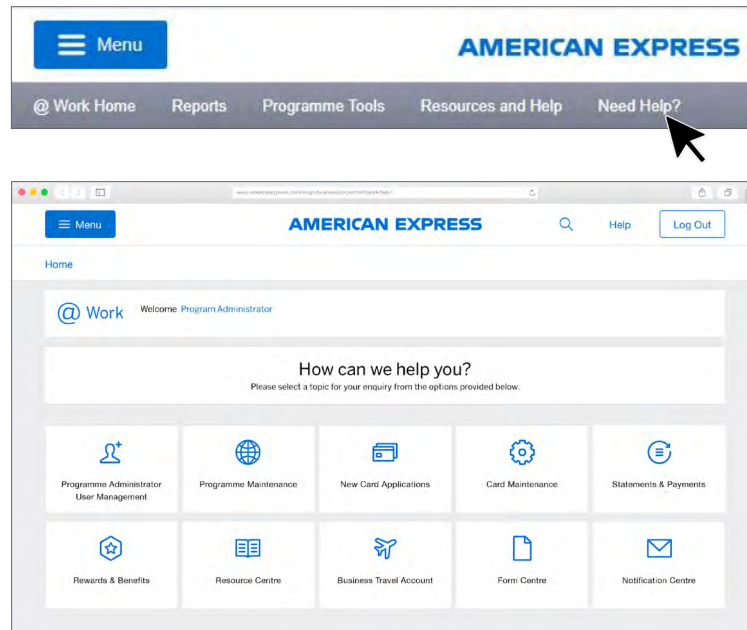 Menu
AMERICAN EXPRESS
@ Work Home Reports Programme Tools Resources and Help Need Help?
Menu
AMERICAN EXPRESS
Help
Log Out
Home
@ Work
Welcome Program Administrator
How can we help you?
Please select a topic for your enquiry from the options provided below.
Programme Administrator
User Management
Programme Maintenance
New Card Applications
Card Maintenance
Statements & Payments
Rewards & Benefits
Resource Centre
Business Travel Account
Form Centre
Notification Centre